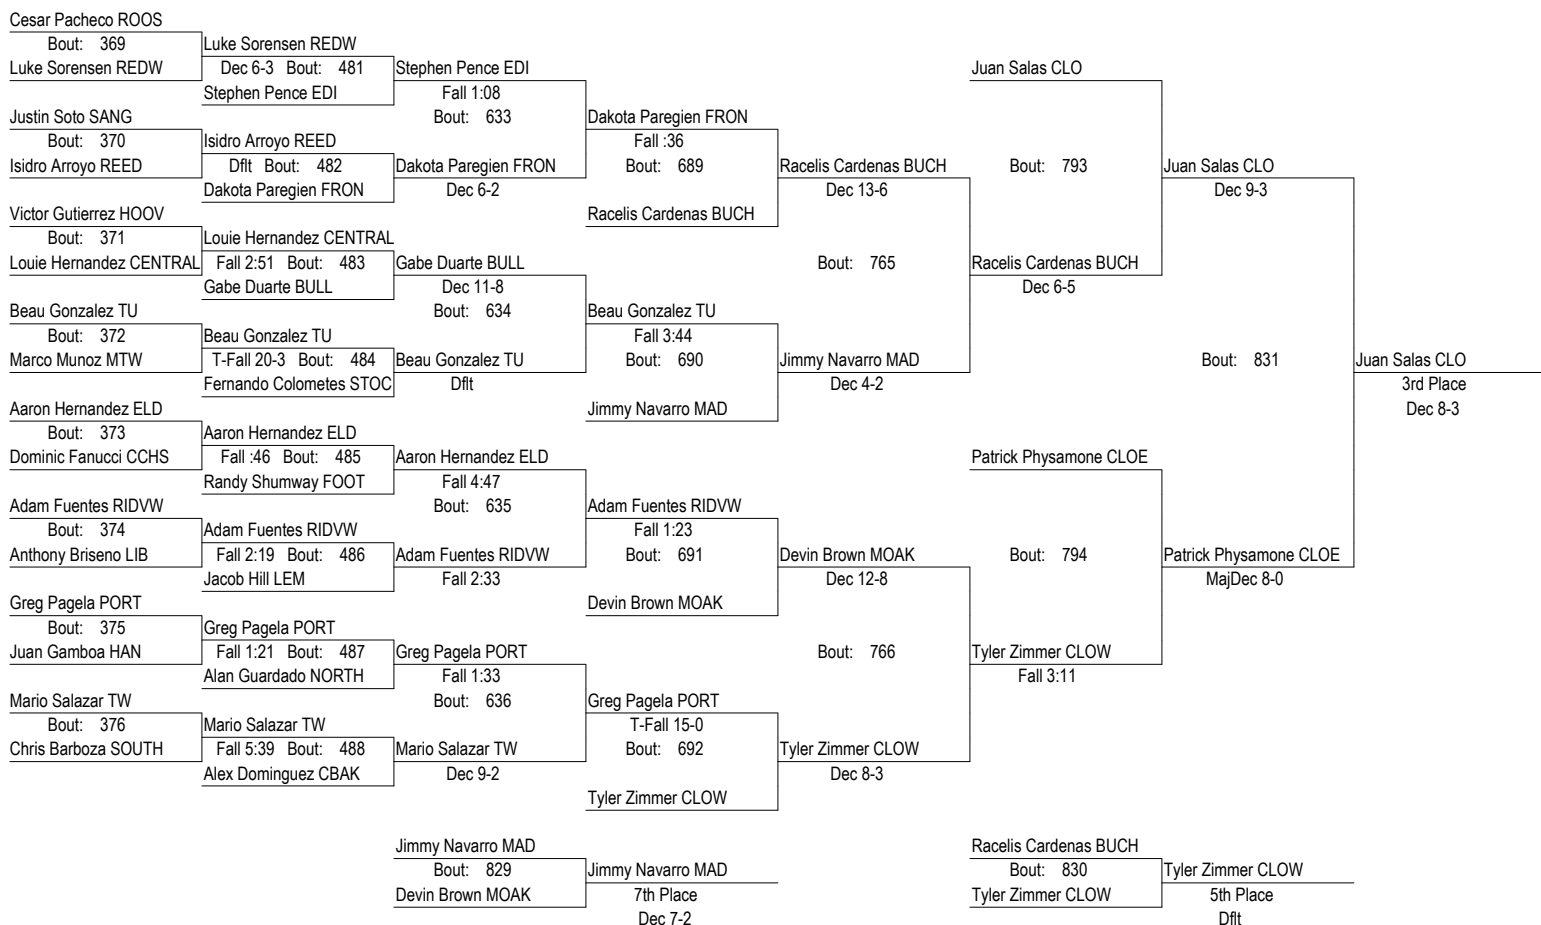 Cesar Pacheco ROOS
Bout: 369 Luke Sorensen REDW
Luke Sorensen REDW Dec 6-3 Bout: 481 Stephen Pence EDI Juan Salas CLO
Stephen Pence EDI Fall 1:08
Justin Soto SANG Bout: 633 Dakota Paregien FRON
Bout: 370 Isidro Arroyo REED Fall :36
Isidro Arroyo REED Dflt Bout: 482 Dakota Paregien FRON Bout: 689 Racelis Cardenas BUCH Bout: 793 Juan Salas CLO
Dakota Paregien FRON Dec 6-2 Dec 13-6 Dec 9-3
Victor Gutierrez HOOV Racelis Cardenas BUCH
Bout: 371 Louie Hernandez CENTRAL
Louie Hernandez CENTRAL Fall 2:51 Bout: 483 Gabe Duarte BULL Bout: 765 Racelis Cardenas BUCH
Gabe Duarte BULL Dec 11-8 Dec 6-5
Beau Gonzalez TU Bout: 634 Beau Gonzalez TU
Bout: 372 Beau Gonzalez TU Fall 3:44
Marco Munoz MTW T-Fall 20-3 Bout: 484 Beau Gonzalez TU Bout: 690 Jimmy Navarro MAD Bout: 831 Juan Salas CLO
Fernando Colometes STOC Dflt Dec 4-2 3rd Place
Aaron Hernandez ELD Jimmy Navarro MAD Dec 8-3
Bout: 373 Aaron Hernandez ELD
Dominic Fanucci CCHS Fall :46 Bout: 485 Aaron Hernandez ELD Patrick Physamone CLOE
Randy Shumway FOOT Fall 4:47
Adam Fuentes RIDVW Bout: 635 Adam Fuentes RIDVW
Bout: 374 Adam Fuentes RIDVW Fall 1:23
Anthony Briseno LIB Fall 2:19 Bout: 486 Adam Fuentes RIDVW Bout: 691 Devin Brown MOAK Bout: 794 Patrick Physamone CLOE
Jacob Hill LEM Fall 2:33 Dec 12-8 MajDec 8-0
Greg Pagela PORT Devin Brown MOAK
Bout: 375 Greg Pagela PORT
Juan Gamboa HAN Fall 1:21 Bout: 487 Greg Pagela PORT Bout: 766 Tyler Zimmer CLOW
Alan Guardado NORTH Fall 1:33 Fall 3:11
Mario Salazar TW Bout: 636 Greg Pagela PORT
Bout: 376 Mario Salazar TW T-Fall 15-0
Chris Barboza SOUTH Fall 5:39 Bout: 488 Mario Salazar TW Bout: 692 Tyler Zimmer CLOW
Alex Dominguez CBAK Dec 9-2 Dec 8-3
Tyler Zimmer CLOW
Jimmy Navarro MAD Racelis Cardenas BUCH
Bout: 829 Jimmy Navarro MAD Bout: 830 Tyler Zimmer CLOW
Devin Brown MOAK 7th Place Tyler Zimmer CLOW 5th Place
Dec 7-2 Dflt